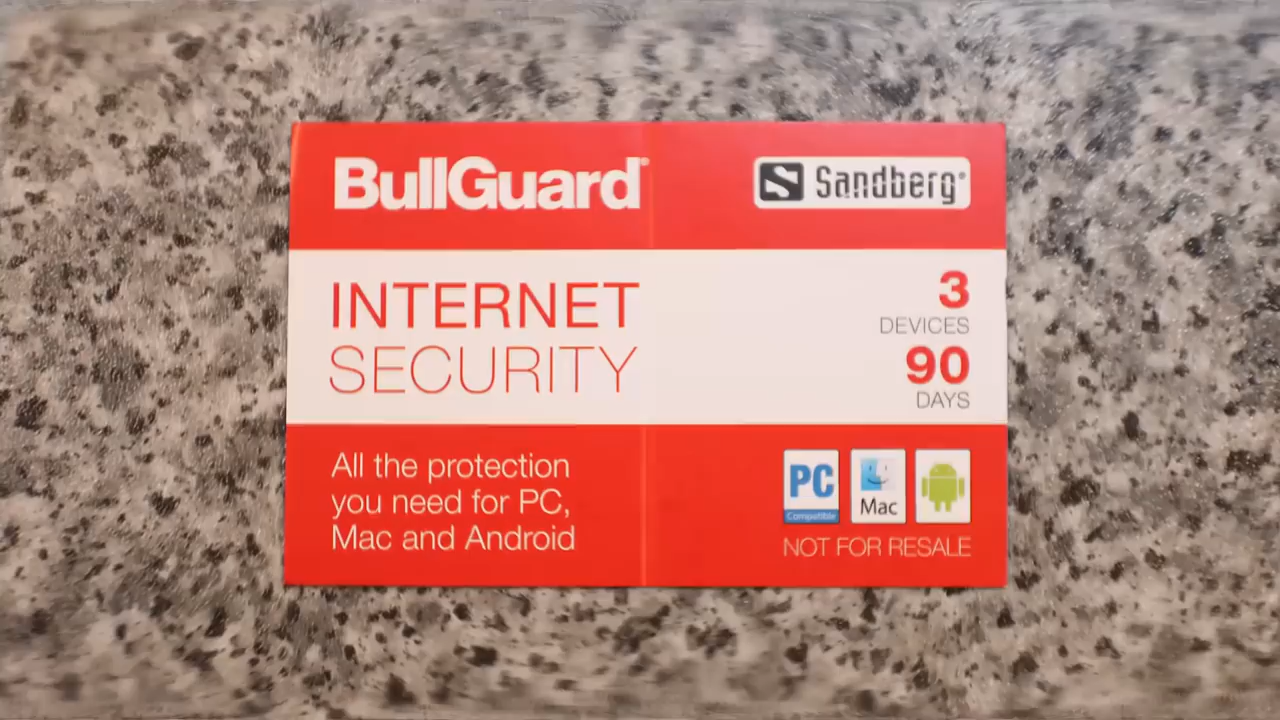 BullGuard®
Sandberg®
INTERNET
SECURITY
3
DEVICES
90
DAYS
All the protection
you need for PC,
Mac and Android
PC
Compatible
Mac
NOT FOR RESALE